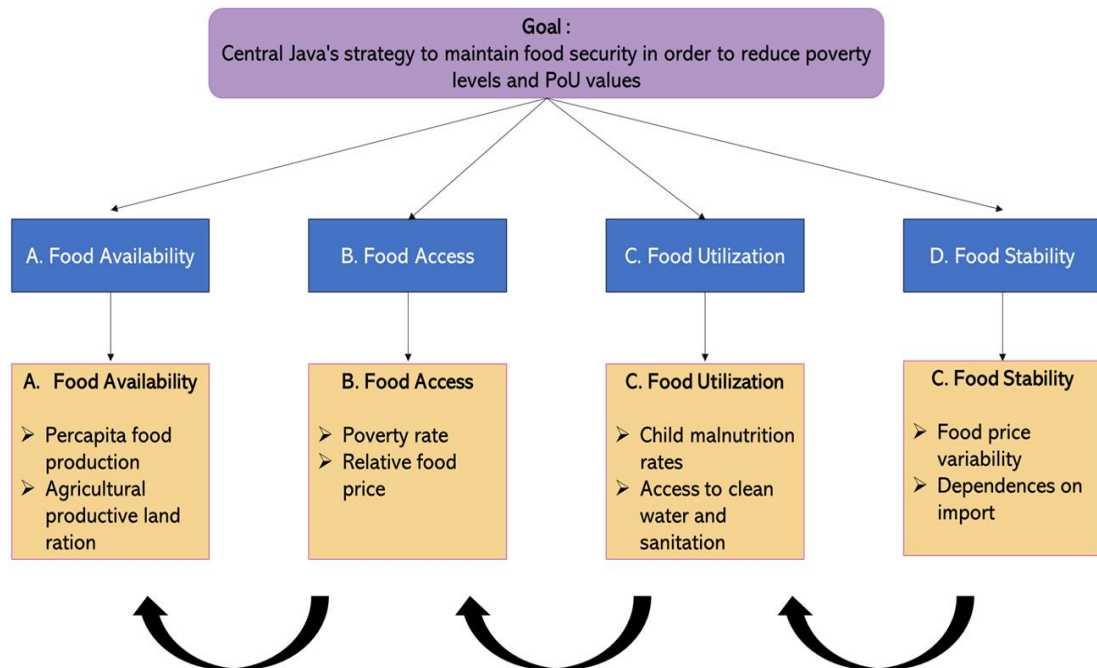 Goal :
Central Java's strategy to maintain food security in order to reduce poverty
levels and PoU values
A. Food Availability
B. Food Access
C. Food Utilization
D. Food Stability
A. Food Availability
➢ Percapita food
production
➢ Agricultural
productive land
ration
B. Food Access
➢ Poverty rate
➢ Relative food
price
C. Food Utilization
➢ Child malnutrition
rates
➢ Access to clean
water and
sanitation
C. Food Stability
➢ Food price
variability
➢ Dependences on
import